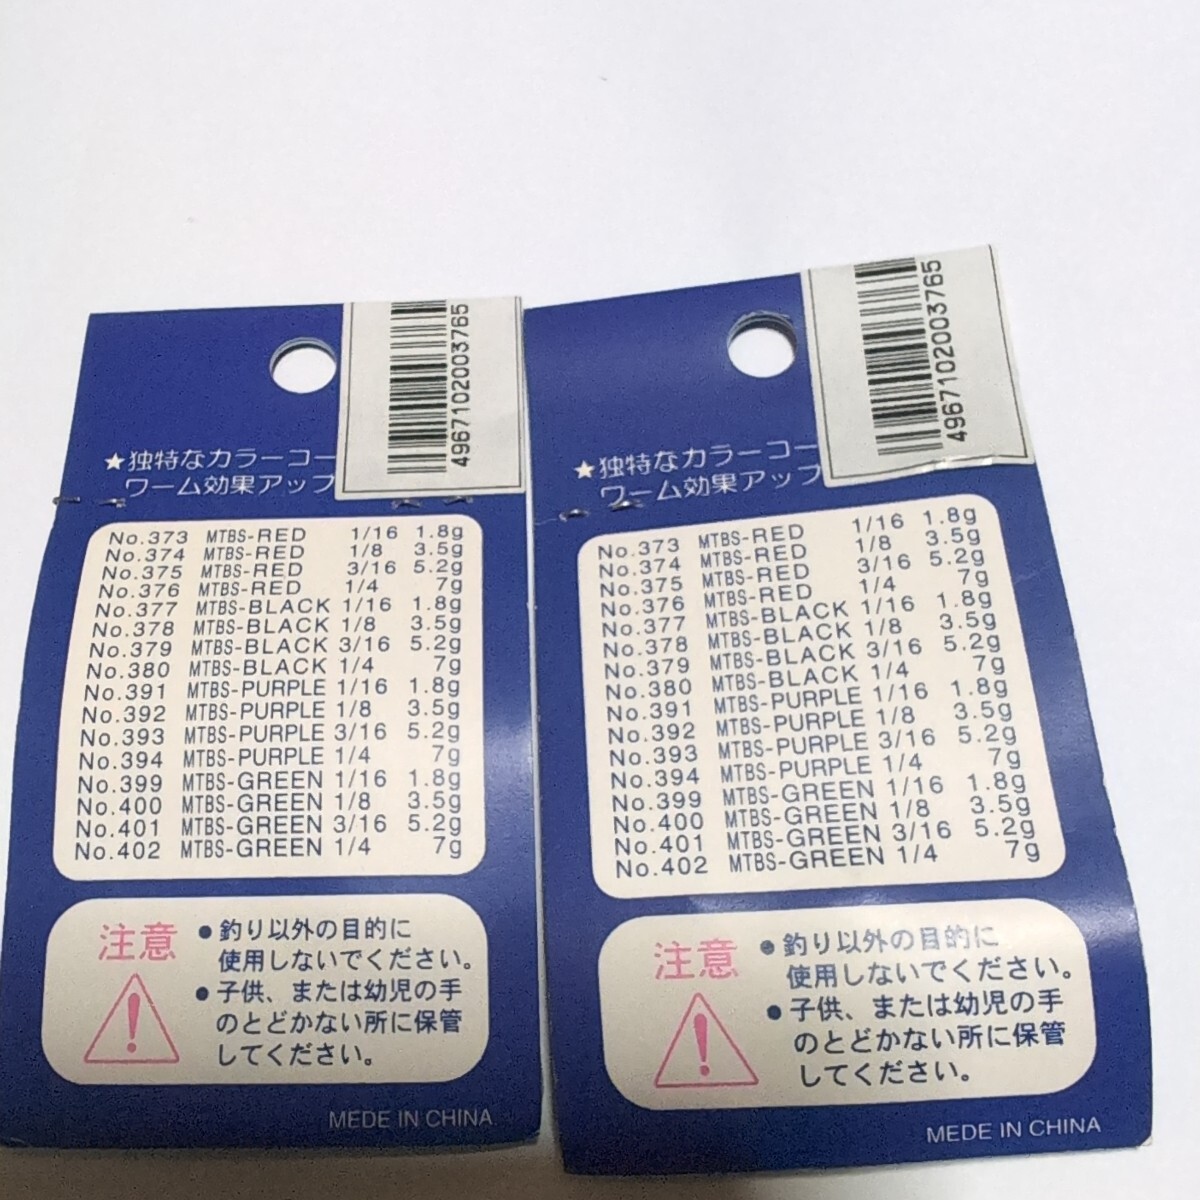 4967102003765
★独特なカラーコー
ワーム効果アップ
No.373 MTBS-RED 1/16 1.8g
No.374 MTBS-RED 1/8 3.5g
No.375 MTBS-RED 3/16 5.2g
No.376 MTBS-RED 1/4 7g
No.377 MTBS-BLACK 1/16 1.8g
No.378 MTBS-BLACK 1/8 3.5g
No.379 MTBS-BLACK 3/16 5.2g
No.380 MTBS-BLACK 1/4 7g
No.391 MTBS-PURPLE 1/16 1.8g
No.392 MTBS-PURPLE 1/8 3.5g
No.393 MTBS-PURPLE 3/16 5.2g
No.394 MTBS-PURPLE 1/4 7g
No.399 MTBS-GREEN 1/16 1.8g
No.400 MTBS-GREEN 1/8 3.5g
No.401 MTBS-GREEN 3/16 5.2g
No.402 MTBS-GREEN 1/4 7g
注意
●釣り以外の目的に
使用しないでください。
●子供、または幼児の手
のとどかない所に保管
してください。
MEDE IN CHINA
4967102003765
★独特なカラーコー
ワーム効果アップ
No.373 MTBS-RED 1/16 1.8g
No.374 MTBS-RED 1/8 3.5g
No.375 MTBS-RED 3/16 5.2g
No.376 MTBS-RED 1/4 7g
No.377 MTBS-BLACK 1/16 1.8g
No.378 MTBS-BLACK 1/8 3.5g
No.379 MTBS-BLACK 3/16 5.2g
No.380 MTBS-BLACK 1/4 7g
No.391 MTBS-PURPLE 1/16 1.8g
No.392 MTBS-PURPLE 1/8 3.5g
No.393 MTBS-PURPLE 3/16 5.2g
No.394 MTBS-PURPLE 1/4 7g
No.399 MTBS-GREEN 1/16 1.8g
No.400 MTBS-GREEN 1/8 3.5g
No.401 MTBS-GREEN 3/16 5.2g
No.402 MTBS-GREEN 1/4 7g
注意
●釣り以外の目的に
使用しないでください。
●子供、または幼児の手
のとどかない所に保管
してください。
MEDE IN CHINA